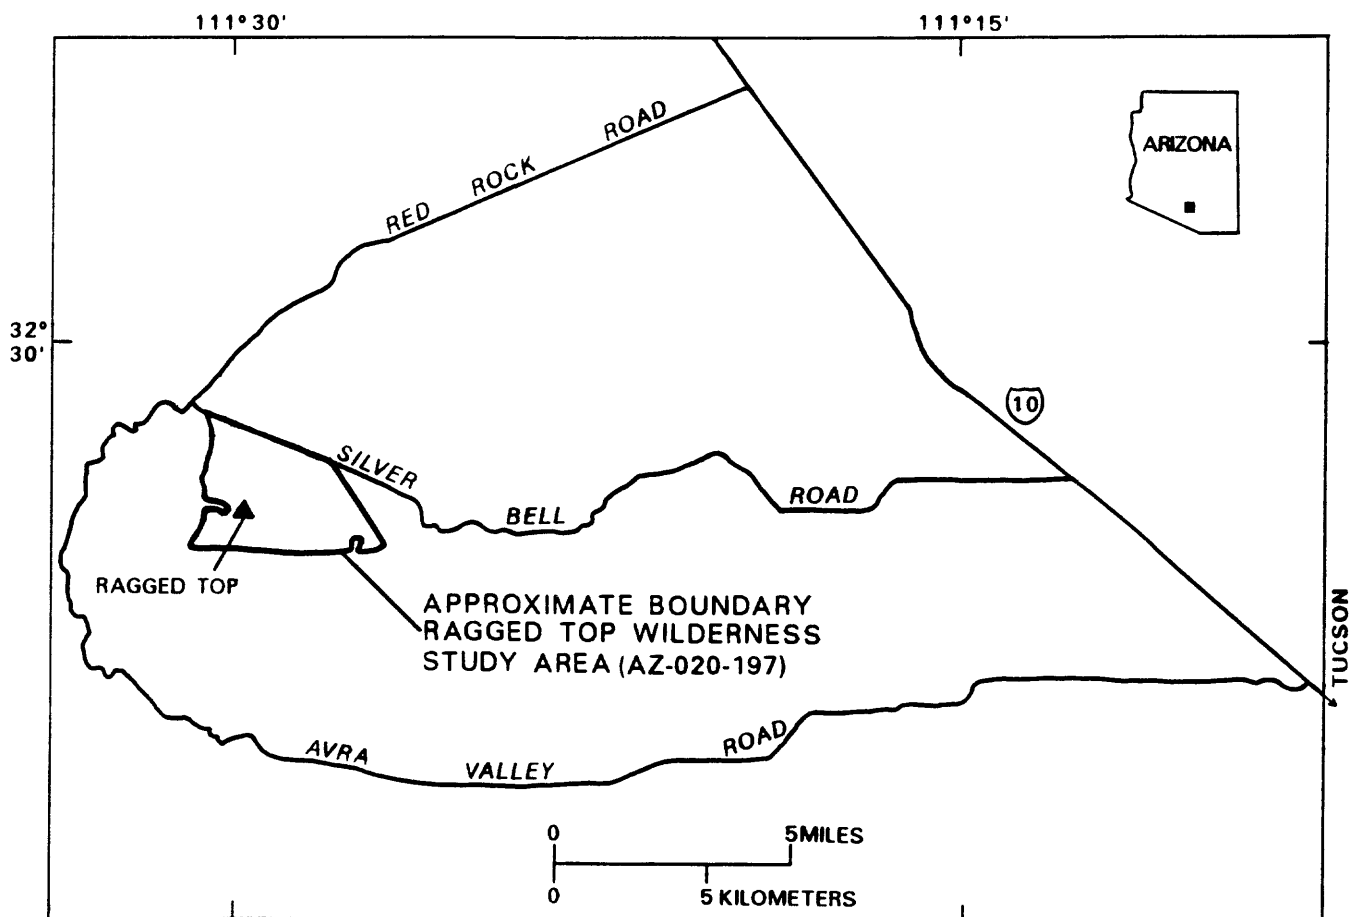 111°30'
111°15'
RED ROCK ROAD
ARIZONA
32°
30'
10
SILVER BELL ROAD
RAGGED TOP
APPROXIMATE BOUNDARY
RAGGED TOP WILDERNESS
STUDY AREA (AZ-020-197)
TUCSON
AVRA VALLEY ROAD
0 5 MILES
0 5 KILOMETERS